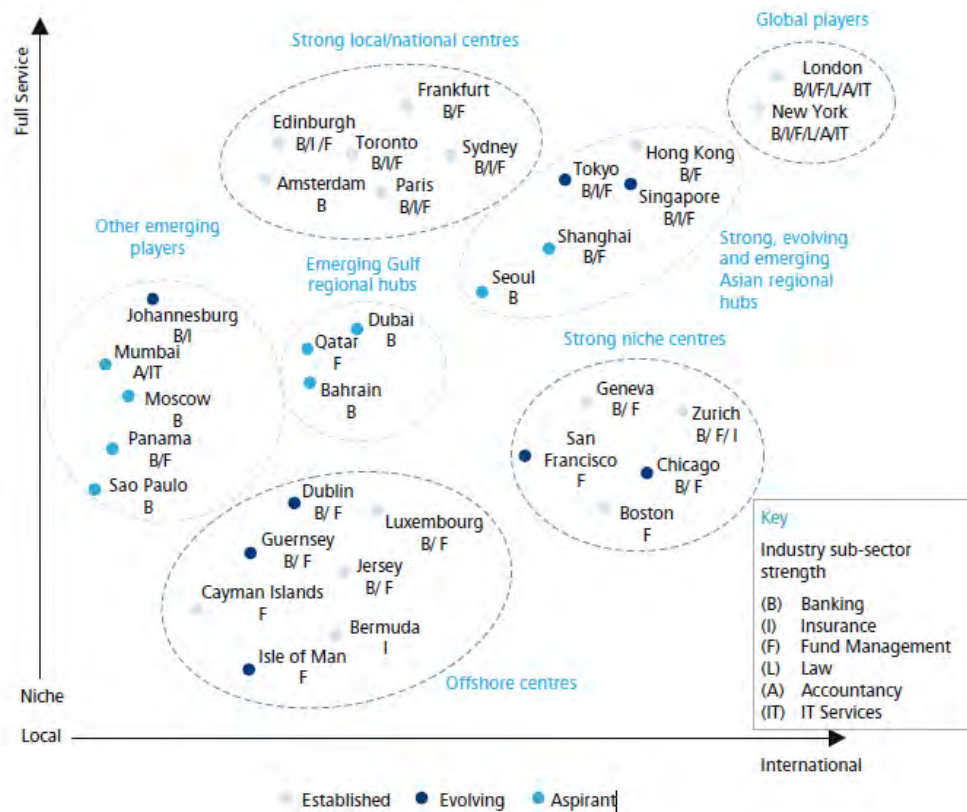 Full Service
Strong local/national centres
Global players
London
B/I/F/L/A/IT
New York
B/I/F/L/A/IT
Frankfurt
B/F
Edinburgh
B/I /F
Toronto
B/I/F
Sydney
B/I/F
Amsterdam
B
Paris
B/I/F
Hong Kong
B/F
Tokyo
B/I/F
Singapore
B/I/F
Shanghai
B/F
Seoul
B
Strong, evolving
and emerging
Asian regional
hubs
Other emerging
players
Johannesburg
B/I
Mumbai
A/IT
Moscow
B
Panama
B/F
Sao Paulo
B
Emerging Gulf
regional hubs
Dubai
B
Qatar
F
Bahrain
B
Strong niche centres
Geneva
B/ F
Zurich
B/ F/ I
San
Francisco
F
Chicago
B/ F
Boston
F
Dublin
B/ F
Luxembourg
B/ F
Guernsey
B/ F
Jersey
B/ F
Cayman Islands
F
Bermuda
I
Isle of Man
F
Offshore centres
Key
Industry sub-sector
strength
(B) Banking
(I) Insurance
(F) Fund Management
(L) Law
(A) Accountancy
(IT) IT Services
Niche
Local
International
Established Evolving Aspirant